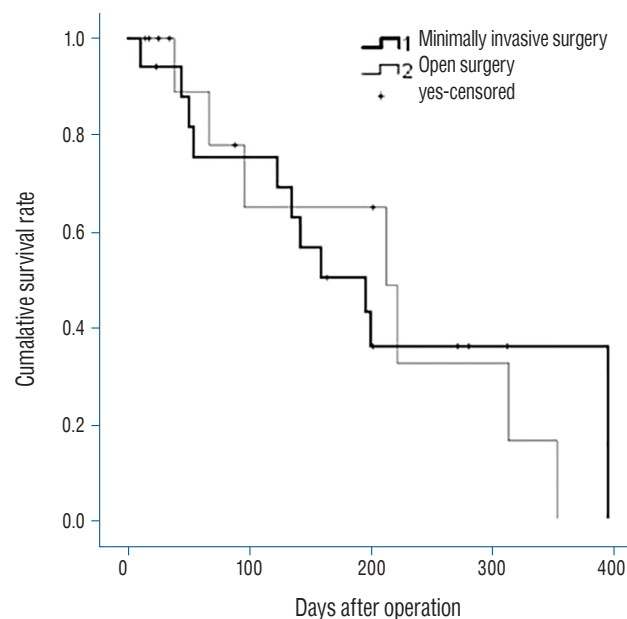 1.0
0.8
0.6
0.4
0.2
0.0
Cumalative survival rate
1 Minimally invasive surgery
2 Open surgery
yes-censored
0 100 200 300 400
Days after operation